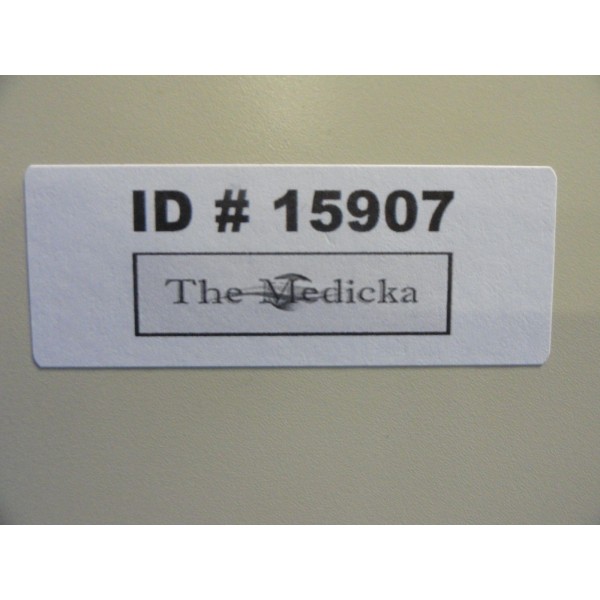 ID # 15907
The Medicka